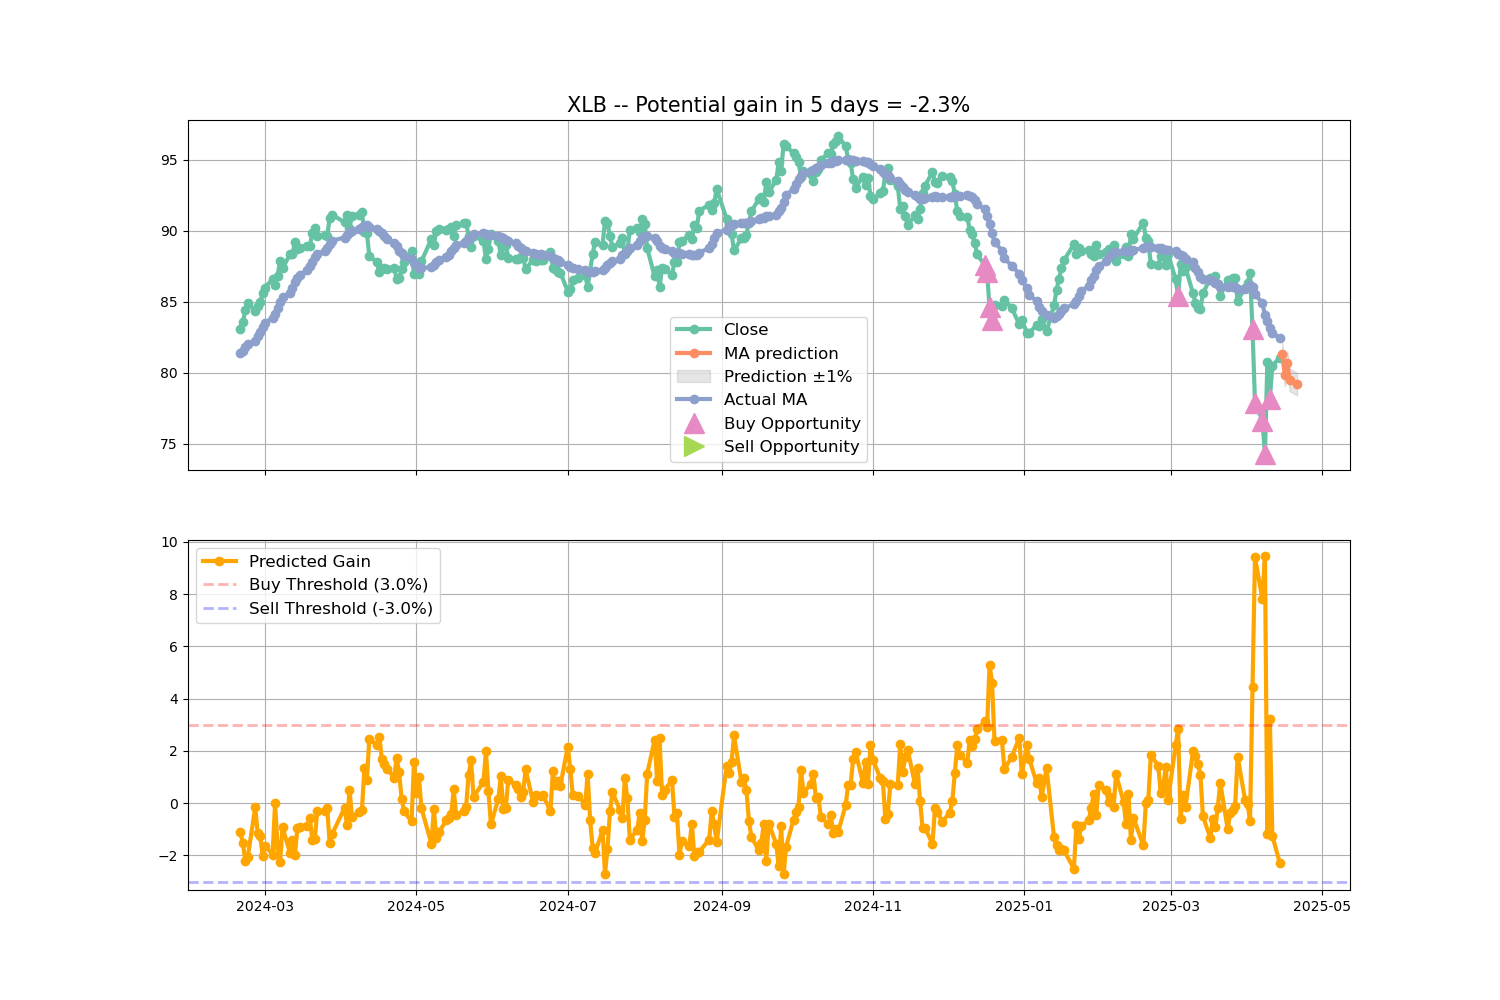 XLB -- Potential gain in 5 days = -2.3%
95
90
85
80
75
Close
MA prediction
Prediction ±1%
Actual MA
Buy Opportunity
Sell Opportunity
10
8
6
4
2
0
−2
Predicted Gain
Buy Threshold (3.0%)
Sell Threshold (-3.0%)
2024-03 2024-05 2024-07 2024-09 2024-11 2025-01 2025-03 2025-05